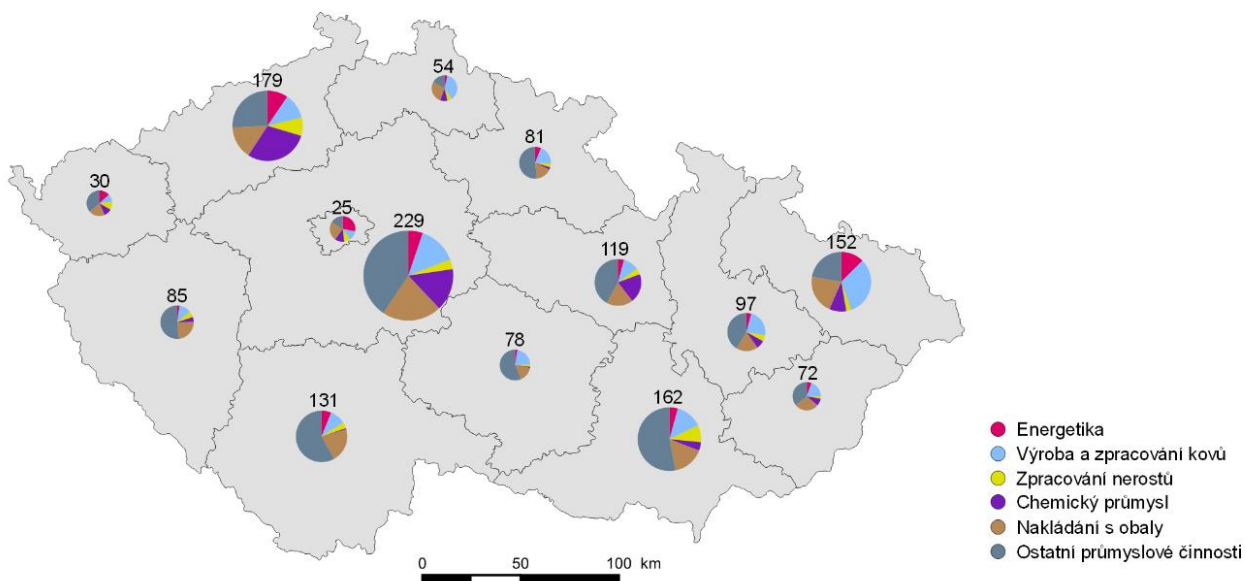 54
179
81
30
25
229
119
152
85
97
78
72
131
162
Energetika
Výroba a zpracování kovů
Zpracování nerostů
Chemický průmysl
Nakládání s obaly
Ostatní průmyslové činnosti
0 50 100 km